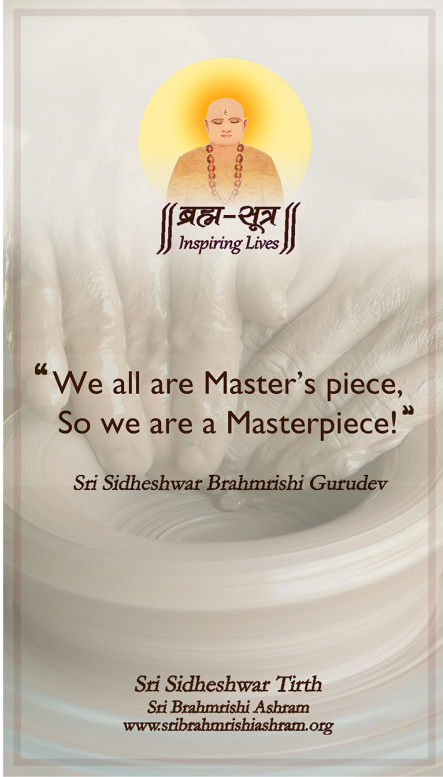 ॥ ब्रह्म-सूत्र ॥
Inspiring Lives
“We all are Master's piece,
So we are a Masterpiece!”
Sri Sidheshwar Brahmrishi Gurudev
Sri Sidheshwar Tirth
Sri Brahmrishi Ashram
www.sribrahmrishiashram.org